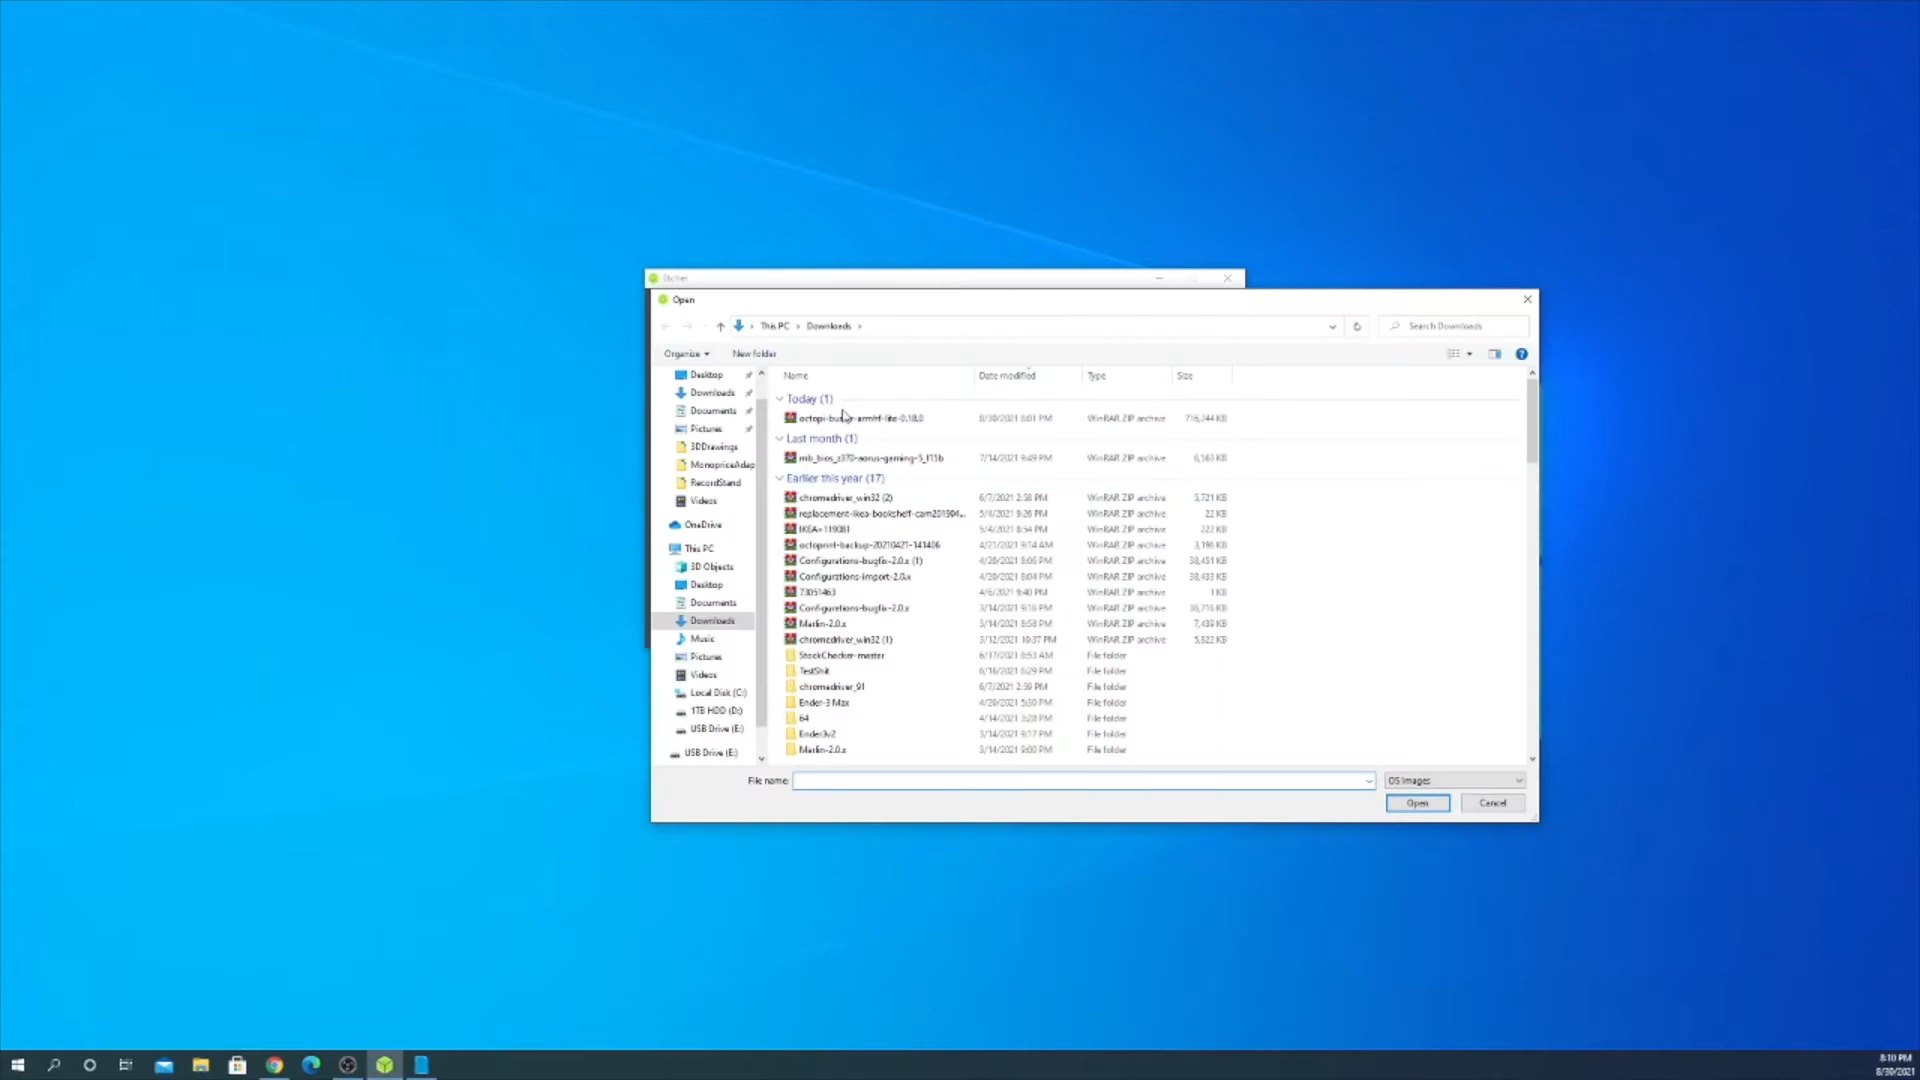 Etcher
Open
This PC > Downloads >
Search Downloads
Organize
New folder
Name
Date modified
Type
Size
Desktop
Downloads
Documents
Pictures
3DDrawings
MonopriceAdap
RecordStand
Videos
OneDrive
This PC
3D Objects
Desktop
Documents
Downloads
Music
Pictures
Videos
Local Disk (C:)
1TB HDD (D:)
USB Drive (E:)
USB Drive (E:)
Today (1)
octopi-buster-armhf-lite-0.18.0 8/30/2021 8:01 PM WinRAR ZIP archive 716,244 KB
Last month (1)
mb_bios_z370-aorus-gaming-5_f15b 7/14/2021 9:49 PM WinRAR ZIP archive 6,563 KB
Earlier this year (17)
chromedriver_win32 (2) 6/7/2021 2:58 PM WinRAR ZIP archive 5,721 KB
replacement-ikea-bookshelf-cam201904... 5/4/2021 9:26 PM WinRAR ZIP archive 22 KB
IKEA+119081 5/4/2021 8:54 PM WinRAR ZIP archive 222 KB
octoprint-backup-20210421-141406 4/21/2021 9:14 AM WinRAR ZIP archive 3,196 KB
Configurations-bugfix-2.0.x (1) 4/20/2021 8:06 PM WinRAR ZIP archive 38,451 KB
Configurations-import-2.0.x 4/20/2021 8:04 PM WinRAR ZIP archive 38,433 KB
73051463 4/6/2021 9:40 PM WinRAR ZIP archive 1 KB
Configurations-bugfix-2.0.x 3/14/2021 9:16 PM WinRAR ZIP archive 36,716 KB
Marlin-2.0.x 3/14/2021 8:58 PM WinRAR ZIP archive 7,439 KB
chromedriver_win32 (1) 3/12/2021 10:37 PM WinRAR ZIP archive 5,822 KB
StockChecker-master 6/17/2021 8:53 AM File folder
TestShit 6/16/2021 8:29 PM File folder
chromedriver_91 6/7/2021 2:59 PM File folder
Ender-3 Max 4/20/2021 5:30 PM File folder
64 4/14/2021 3:28 PM File folder
Ender3v2 3/14/2021 9:17 PM File folder
Marlin-2.0.x 3/14/2021 9:00 PM File folder
File name:
OS Images
Open
Cancel
8:10 PM
8/30/2021